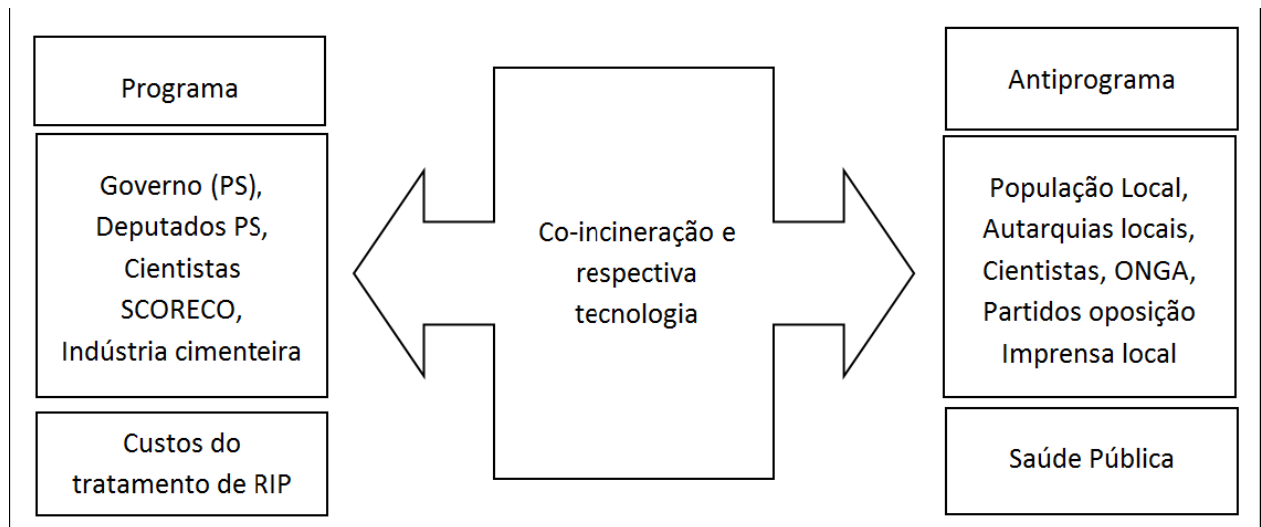 Programa
Governo (PS),
Deputados PS,
Cientistas
SCORECO,
Indústria cimenteira
Custos do
tratamento de RIP
Co-incineração e
respectiva
tecnologia
Antiprograma
População Local,
Autarquias locais,
Cientistas, ONGA,
Partidos oposição
Imprensa local
Saúde Pública